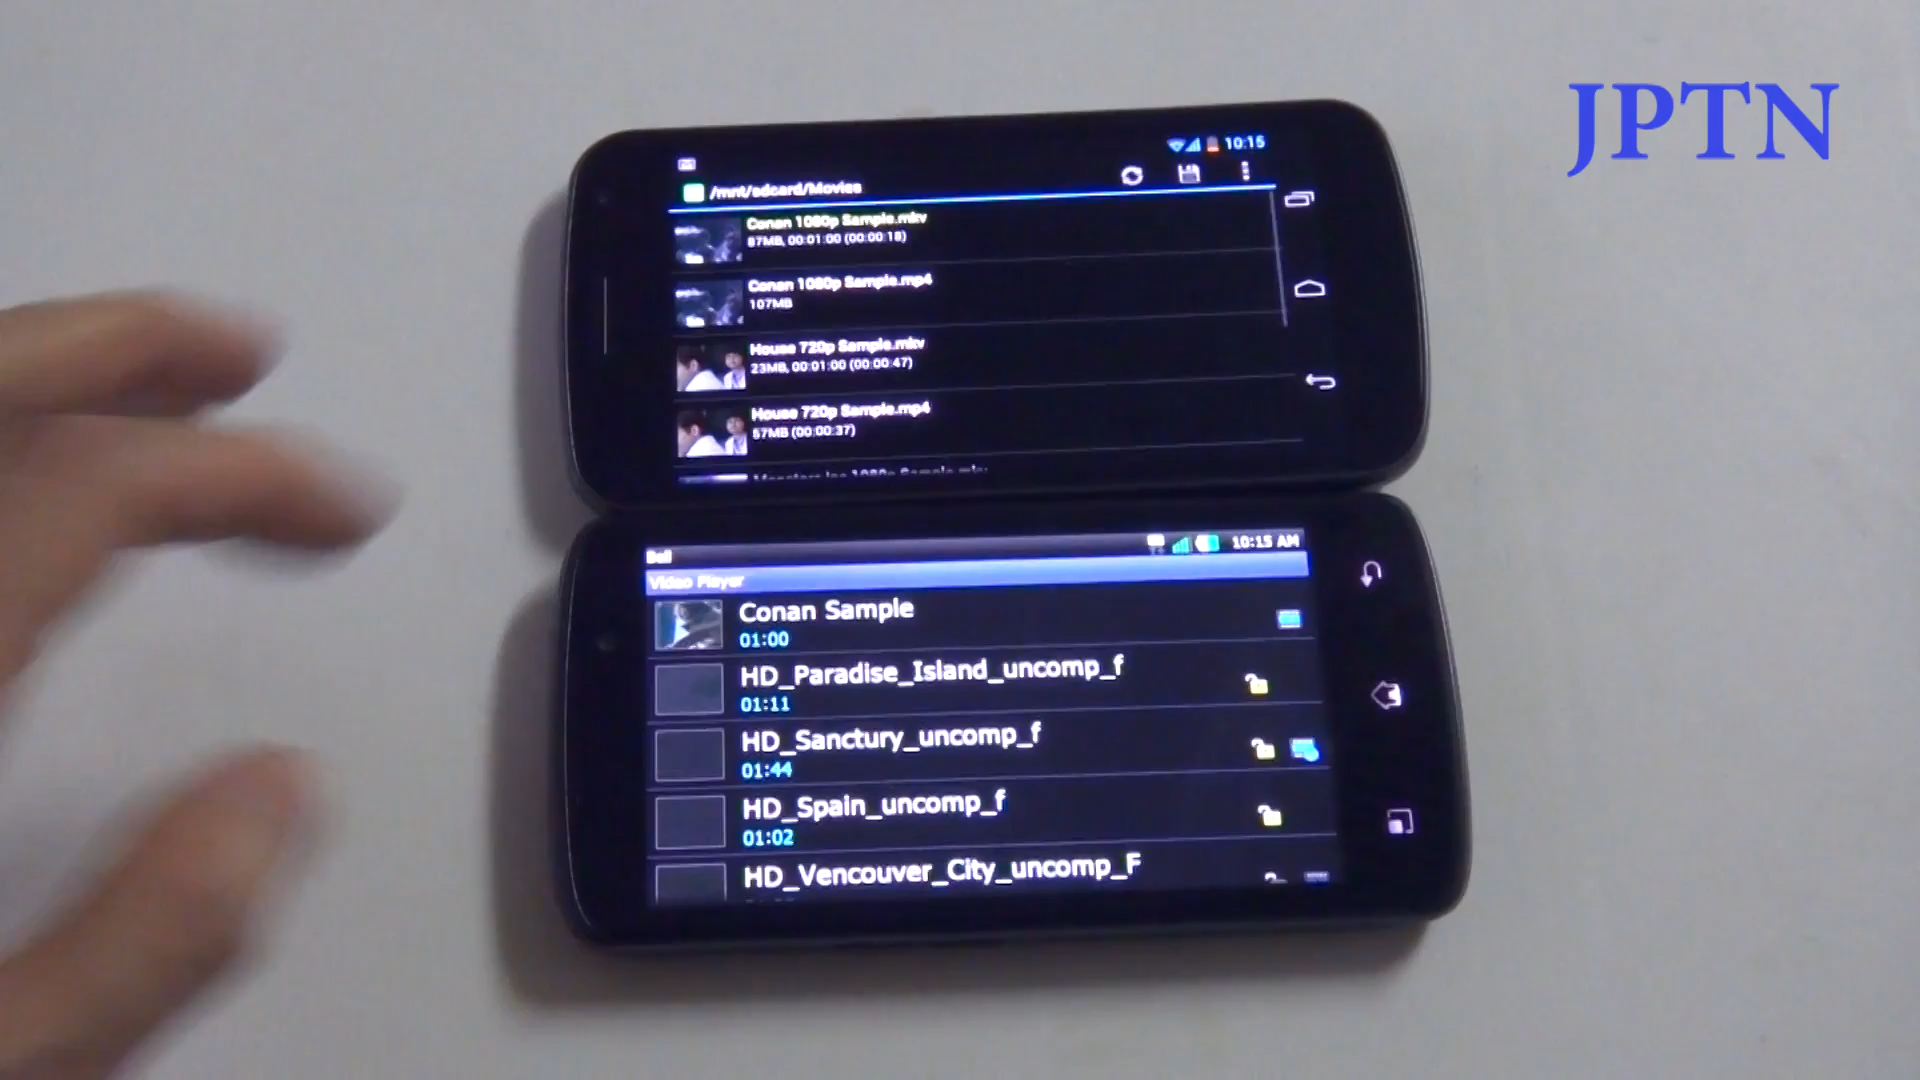 JPTN
10:15
/mnt/sdcard/Movies
Conan 1080p Sample.mkv
87MB, 00:01:00 (00:00:18)
Conan 1080p Sample.mp4
107MB
House 720p Sample.mkv
23MB, 00:01:00 (00:00:47)
House 720p Sample.mp4
57MB (00:00:37)
Bell
10:15 AM
Video Player
Conan Sample
01:00
HD_Paradise_Island_uncomp_f
01:11
HD_Sanctury_uncomp_f
01:44
HD_Spain_uncomp_f
01:02
HD_Vencouver_City_uncomp_F